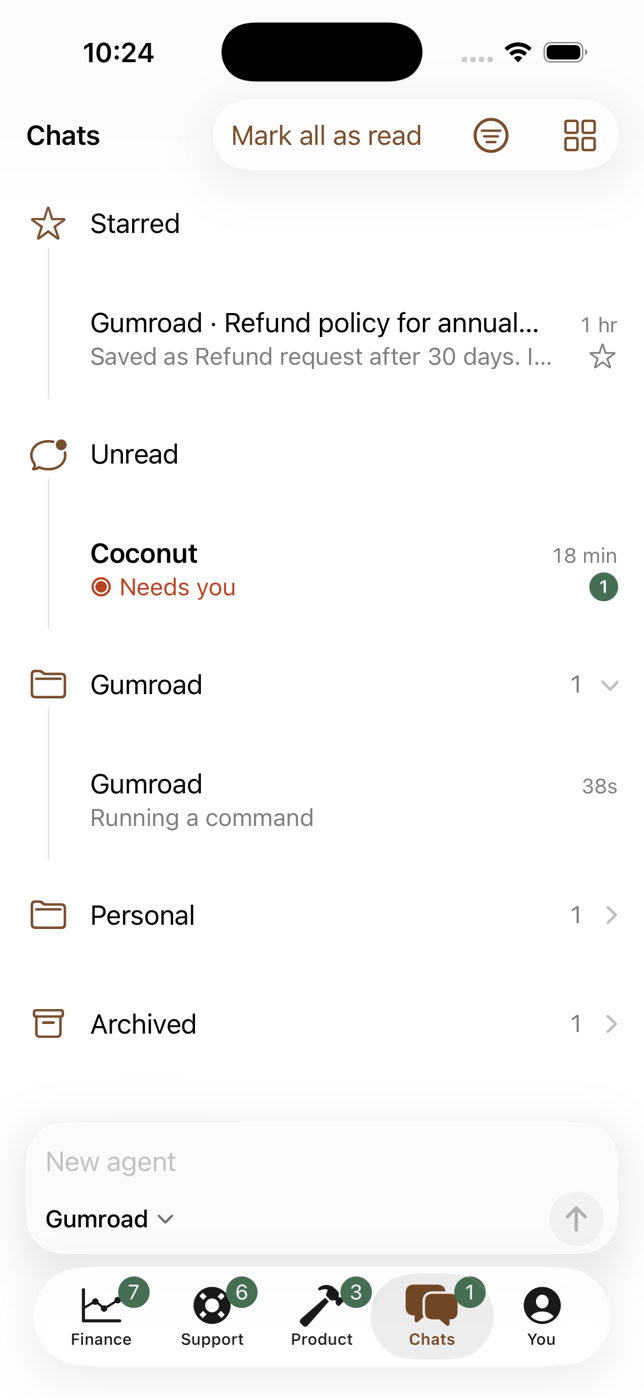 10:24
Chats
Mark all as read
Starred
Gumroad · Refund policy for annual...
1 hr
Saved as Refund request after 30 days. I...
Unread
Coconut
18 min
Needs you
1
Gumroad
1
Gumroad
38s
Running a command
Personal
1
Archived
1
New agent
Gumroad
7
6
3
1
Finance
Support
Product
Chats
You